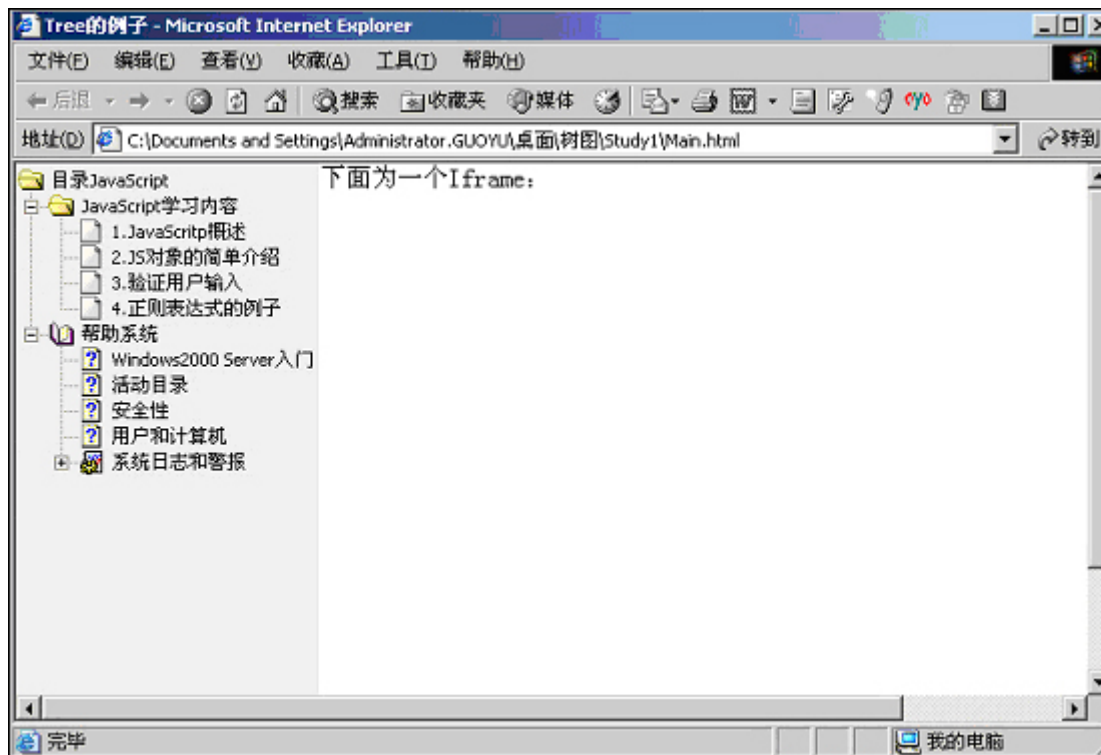 Tree的例子 - Microsoft Internet Explorer
文件(F) 编辑(E) 查看(V) 收藏(A) 工具(T) 帮助(H)
后退 搜索 收藏夹 媒体
地址(D) C:\Documents and Settings\Administrator.GUOYU\桌面\树图\Study1\Main.html 转到
目录JavaScript
JavaScript学习内容
1.JavaScritp概述
2.JS对象的简单介绍
3.验证用户输入
4.正则表达式的例子
帮助系统
Windows2000 Server入门
活动目录
安全性
用户和计算机
系统日志和警报
下面为一个Iframe：
完毕 我的电脑